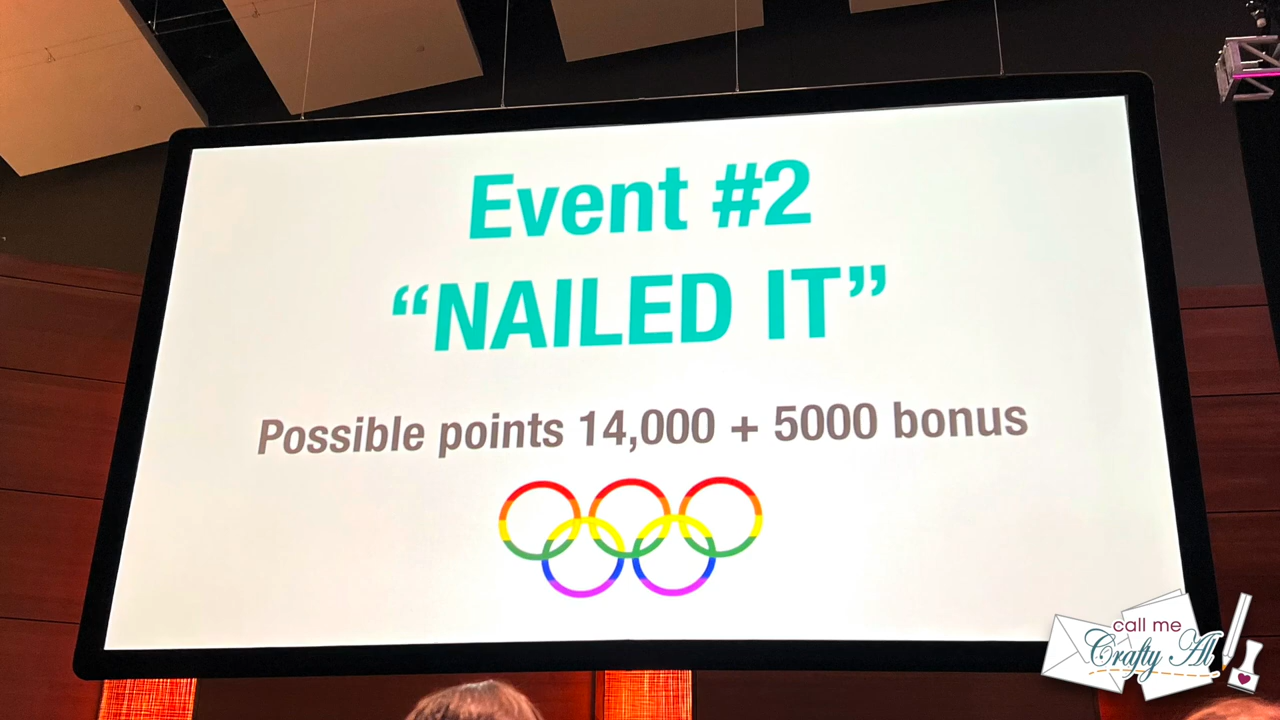 Event #2
“NAILED IT”
Possible points 14,000 + 5000 bonus
call me
Crafty Al